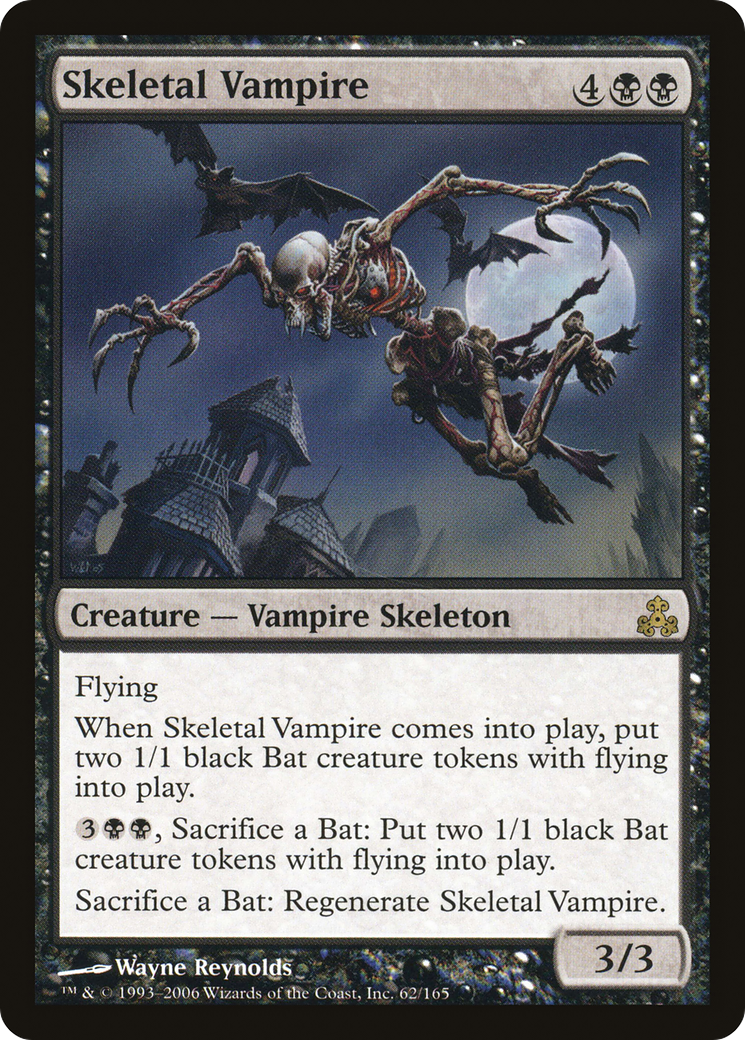 Skeletal Vampire 4
Creature — Vampire Skeleton
Flying
When Skeletal Vampire comes into play, put
two 1/1 black Bat creature tokens with flying
into play.
3, Sacrifice a Bat: Put two 1/1 black Bat
creature tokens with flying into play.
Sacrifice a Bat: Regenerate Skeletal Vampire.
3/3
Wayne Reynolds
™ & © 1993–2006 Wizards of the Coast, Inc. 62/165